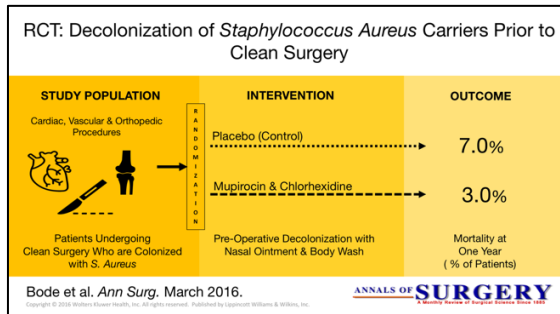 RCT: Decolonization of Staphylococcus Aureus Carriers Prior to
Clean Surgery
STUDY POPULATION
Cardiac, Vascular & Orthopedic
Procedures
Patients Undergoing
Clean Surgery Who are Colonized
with S. Aureus
RANDOMIZATION
INTERVENTION
Placebo (Control)
Mupirocin & Chlorhexidine
Pre-Operative Decolonization with
Nasal Ointment & Body Wash
OUTCOME
7.0%
3.0%
Mortality at
One Year
( % of Patients)
Bode et al. Ann Surg. March 2016.
Copyright © 2016 Wolters Kluwer Health, Inc. All rights reserved. Published by Lippincott Williams & Wilkins, Inc.
ANNALS OF SURGERY
A Monthly Review of Surgical Science Since 1885